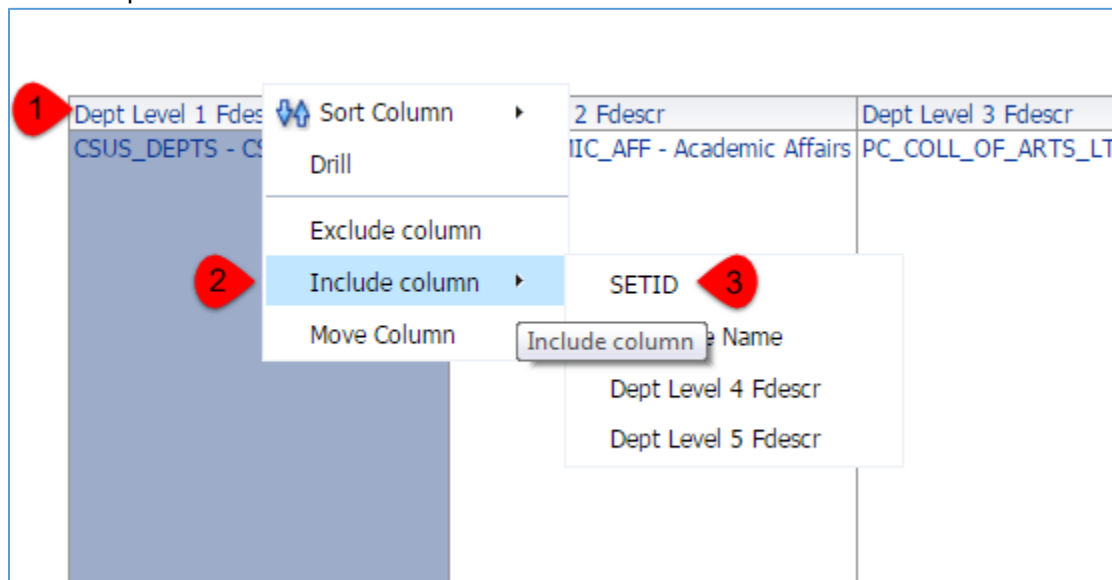 1 Dept Level 1 Fdes Sort Column 2 Fdescr Dept Level 3 Fdescr
CSUS_DEPTS - Drill Academic Affairs PC_COLL_OF_ARTS_LT
Exclude column
2 Include column SETID 3
Move Column Include column Name
Dept Level 4 Fdescr
Dept Level 5 Fdescr